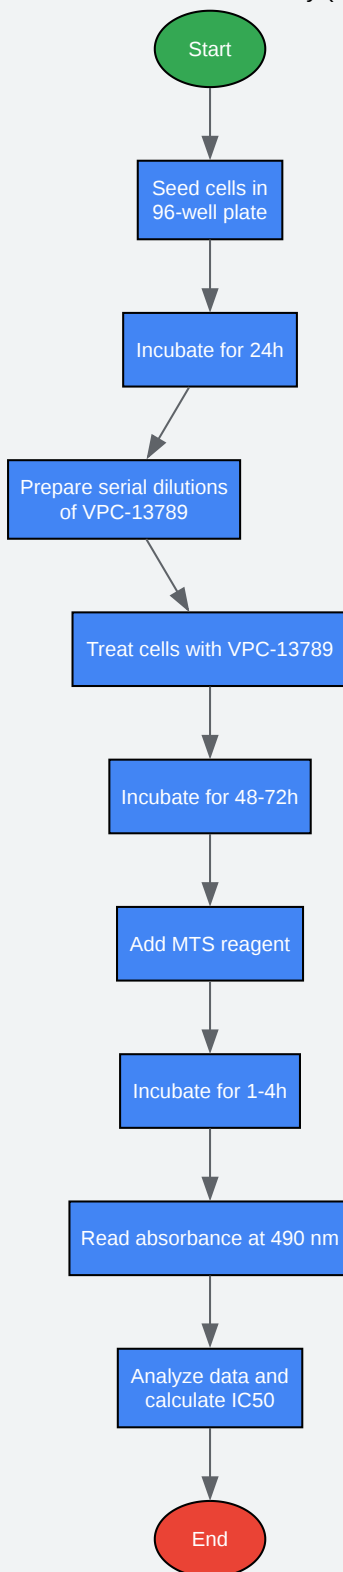 Start
Seed cells in
96-well plate
Incubate for 24h
Prepare serial dilutions
of VPC-13789
Treat cells with VPC-13789
Incubate for 48-72h
Add MTS reagent
Incubate for 1-4h
Read absorbance at 490 nm
Analyze data and
calculate IC50
End